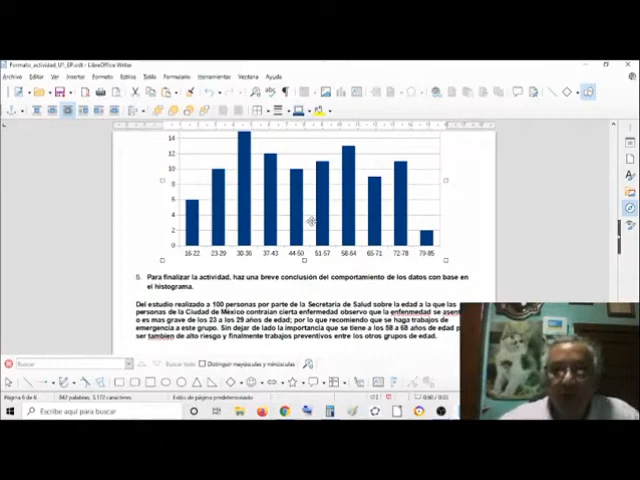 Formato_actividad_U1_EP.odt - LibreOffice Writer
Archivo Editar Ver Insertar Formato Estilos Tabla Formulario Herramientas Ventana Ayuda
14
12
10
8
6
4
2
0
16-22 23-29 30-36 37-43 44-50 51-57 58-64 65-71 72-78 79-85
Para finalizar la actividad, haz una breve conclusión del comportamiento de los datos con base en
el histograma.
Del estudio realizado a 100 personas por parte de la Secretaria de Salud sobre la edad a la que las
personas de la Ciudad de México contraían cierta enfermedad observo que la enfermedad se asent
o es mas grave de los 23 a los 29 años de edad; por lo que recomiendo que se haga trabajos de
emergencia a este grupo. Sin dejar de lado la importancia que se tiene a los 58 a 68 años de edad p
ser tambien de alto riesgo y finalmente trabajos preventivos entre los otros grupos de edad.
Buscar Buscar todo Distinguir mayúsculas y minúsculas
Página 6 de 6 Estilo de página predeterminado
Escribe aquí para buscar